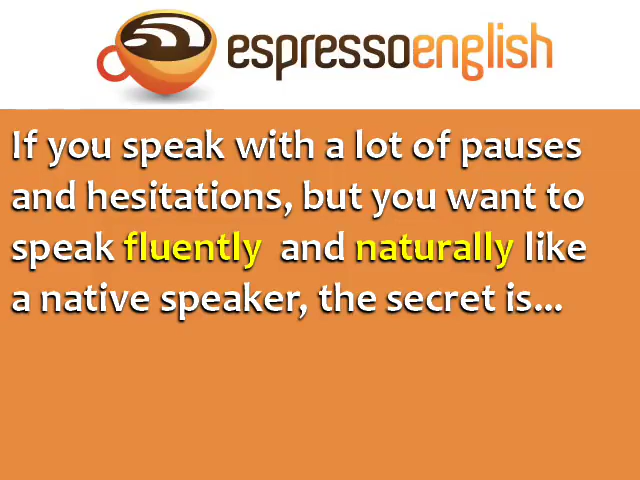 espressoenglish
If you speak with a lot of pauses
and hesitations, but you want to
speak fluently and naturally like
a native speaker, the secret is...